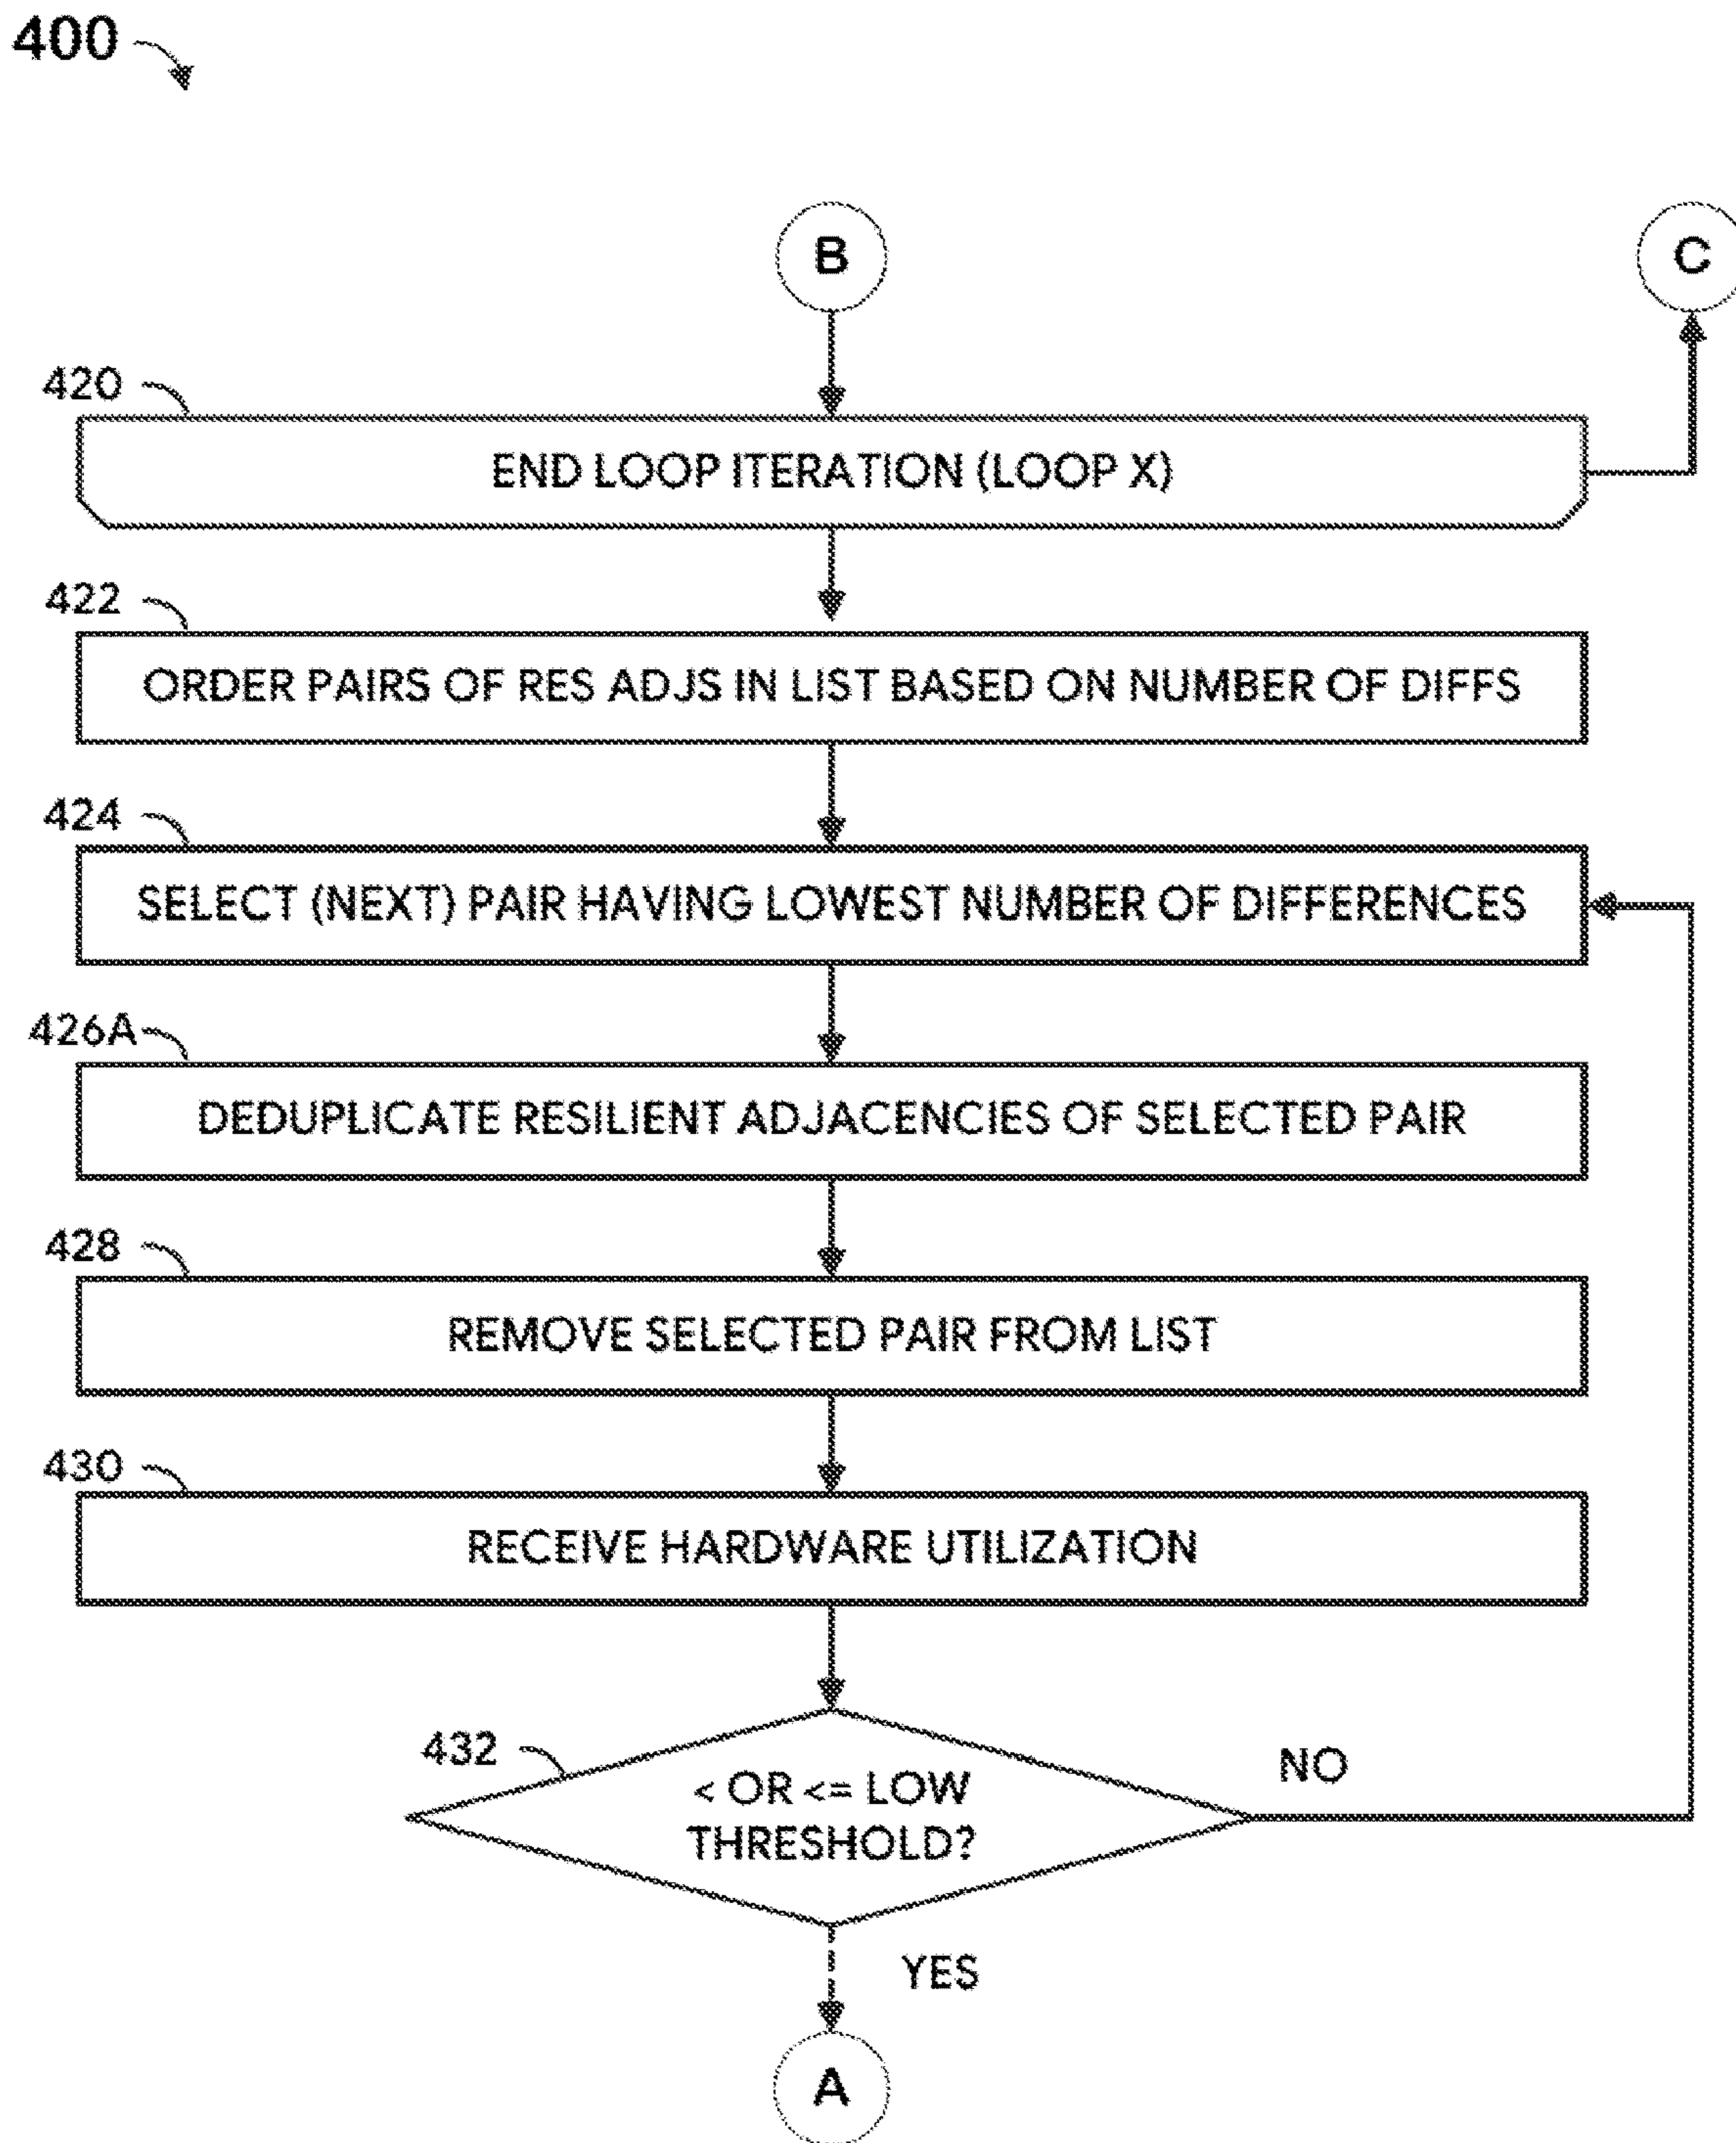 400
B
C
420
END LOOP ITERATION (LOOP X)
422
ORDER PAIRS OF RES ADJS IN LIST BASED ON NUMBER OF DIFFS
424
SELECT (NEXT) PAIR HAVING LOWEST NUMBER OF DIFFERENCES
426A
DEDUPLICATE RESILIENT ADJACENCIES OF SELECTED PAIR
428
REMOVE SELECTED PAIR FROM LIST
430
RECEIVE HARDWARE UTILIZATION
432
< OR <= LOW
THRESHOLD?
NO
YES
A